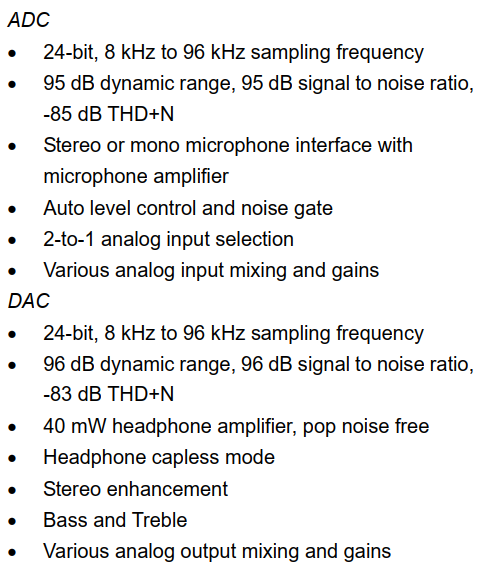 ADC
• 24-bit, 8 kHz to 96 kHz sampling frequency
• 95 dB dynamic range, 95 dB signal to noise ratio,
-85 dB THD+N
• Stereo or mono microphone interface with
microphone amplifier
• Auto level control and noise gate
• 2-to-1 analog input selection
• Various analog input mixing and gains
DAC
• 24-bit, 8 kHz to 96 kHz sampling frequency
• 96 dB dynamic range, 96 dB signal to noise ratio,
-83 dB THD+N
• 40 mW headphone amplifier, pop noise free
• Headphone capless mode
• Stereo enhancement
• Bass and Treble
• Various analog output mixing and gains